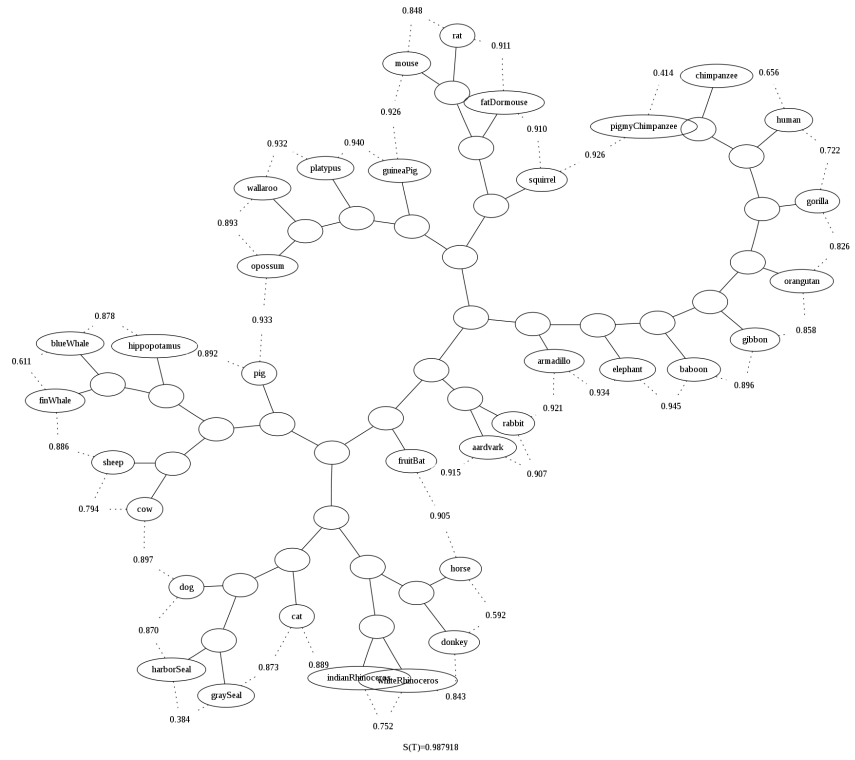 0.848
rat
0.911
mouse
0.414
chimpanzee
0.656
fatDormouse
0.926
pigmyChimpanzee
human
0.910
0.932
0.940
0.926
0.722
platypus
guineaPig
squirrel
wallaroo
gorilla
0.893
0.826
opossum
orangutan
0.878
0.933
0.858
blueWhale
hippopotamus
0.892
gibbon
0.611
pig
armadillo
elephant
baboon
0.896
finWhale
0.934
0.945
0.921
rabbit
0.886
aardvark
sheep
fruitBat
0.915
0.907
0.794
cow
0.905
0.897
horse
dog
cat
0.592
0.870
donkey
harborSeal
0.873
0.889
indianRhinoceros
whiteRhinoceros
graySeal
0.843
0.384
0.752
S(T)=0.987918